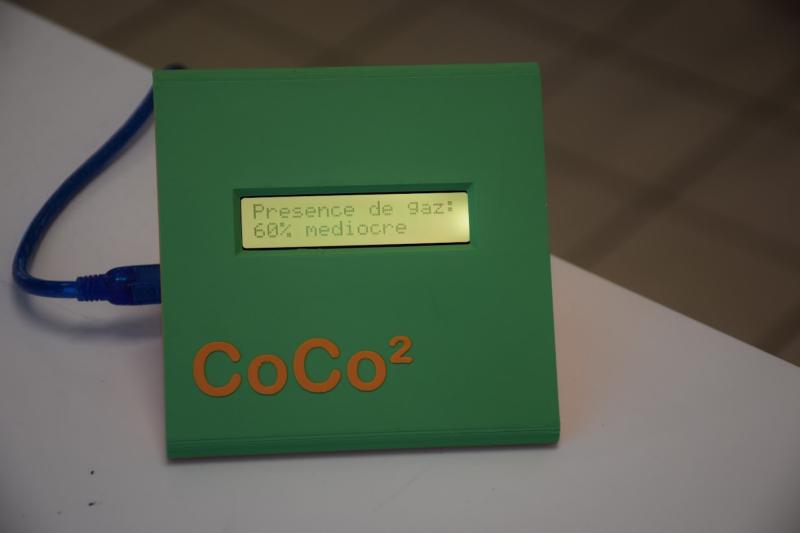 Presence de gaz:
60% mediocre
CoCo²